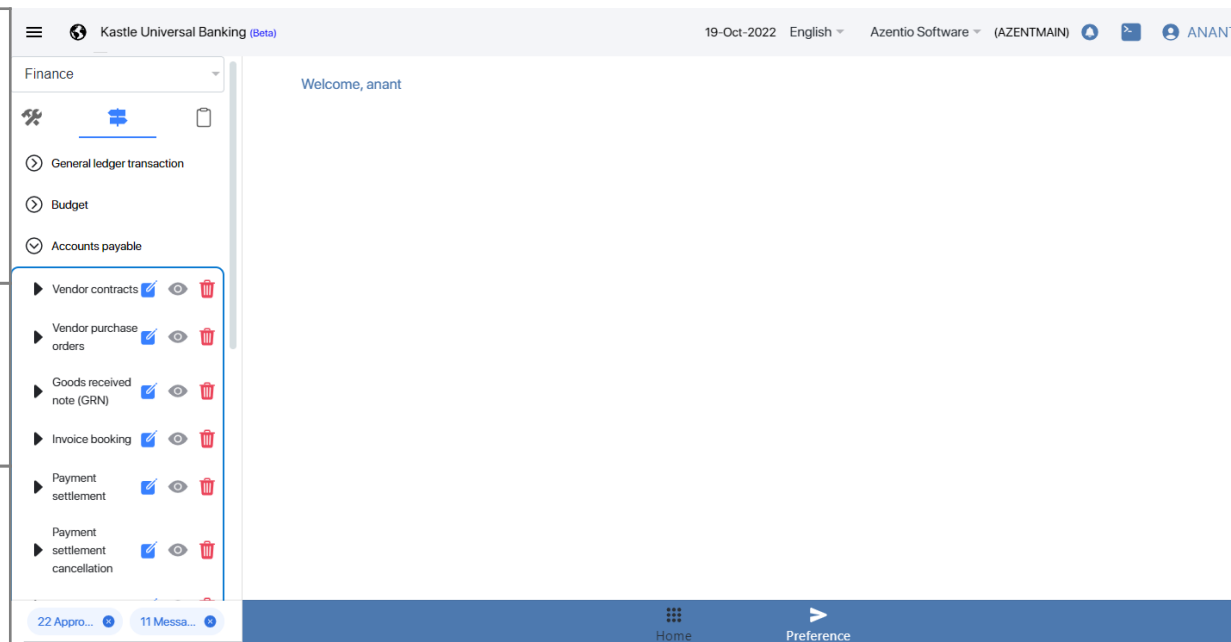 Kastle Universal Banking (Beta)
19-Oct-2022 English Azentio Software (AZENTMAIN) ANANT
Finance
Welcome, anant
General ledger transaction
Budget
Accounts payable
Vendor contracts
Vendor purchase
orders
Goods received
note (GRN)
Invoice booking
Payment
settlement
Payment
settlement
cancellation
22 Appro...
11 Messa...
Home
Preference